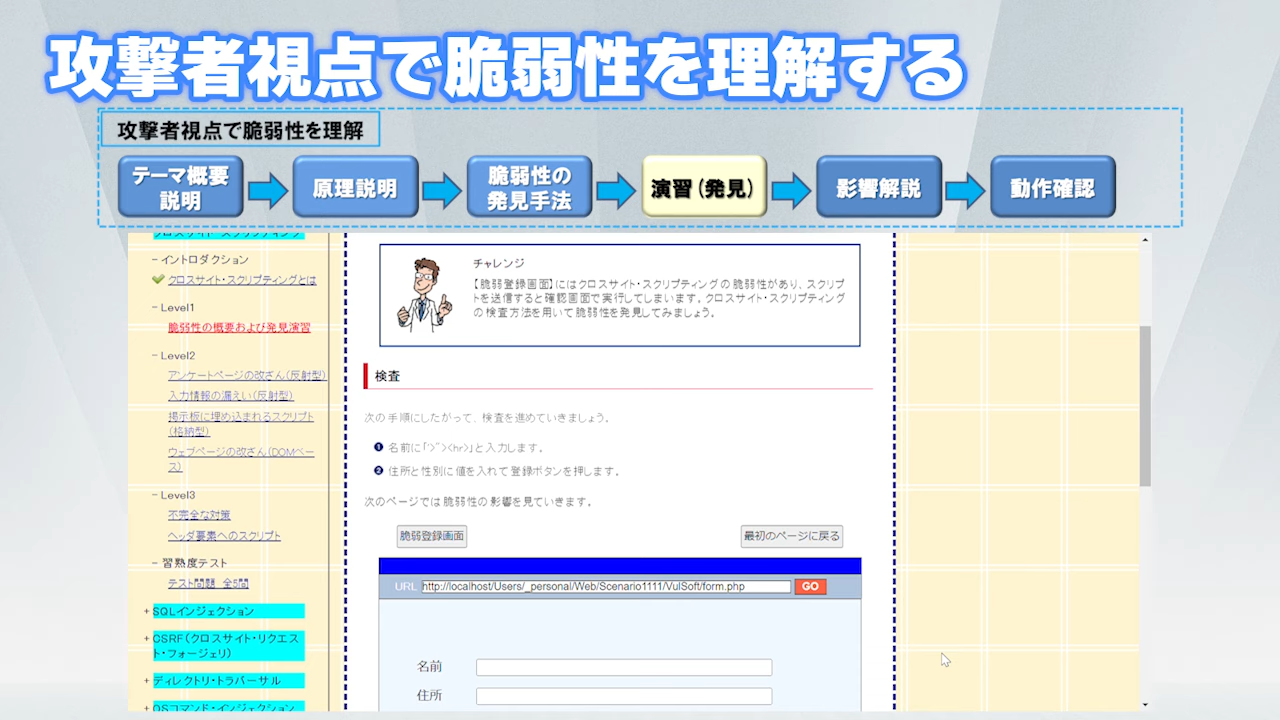 攻撃者視点で脆弱性を理解する
攻撃者視点で脆弱性を理解
テーマ概要
説明
原理説明
脆弱性の
発見手法
演習(発見)
影響解説
動作確認
クロスサイト・スクリプティング
− イントロダクション
クロスサイト・スクリプティングとは
− Level1
脆弱性の概要および発見演習
− Level2
アンケートページの改ざん(反射型)
入力情報の漏えい(反射型)
掲示板に埋め込まれるスクリプト
(格納型)
ウェブページの改ざん(DOMベー
ス)
− Level3
不完全な対策
ヘッダ要素へのスクリプト
− 習熟度テスト
テスト問題 全5問
+ SQLインジェクション
+ CSRF(クロスサイト・リクエス
ト・フォージェリ)
+ ディレクトリ・トラバーサル
+ OSコマンド・インジェクション
チャレンジ
【脆弱登録画面】にはクロスサイト・スクリプティングの脆弱性があり、スクリプ
トを送信すると確認画面で実行してしまいます。クロスサイト・スクリプティング
の検査方法を用いて脆弱性を発見してみましょう。
検査
次の手順にしたがって、検査を進めていきましょう。
❶ 名前に「'>"><hr>」と入力します。
❷ 住所と性別に値を入れて登録ボタンを押します。
次のページでは脆弱性の影響を見ていきます。
脆弱登録画面
最初のページに戻る
URL http://localhost/Users/_personal/Web/Scenario1111/VulSoft/form.php GO
名前
住所